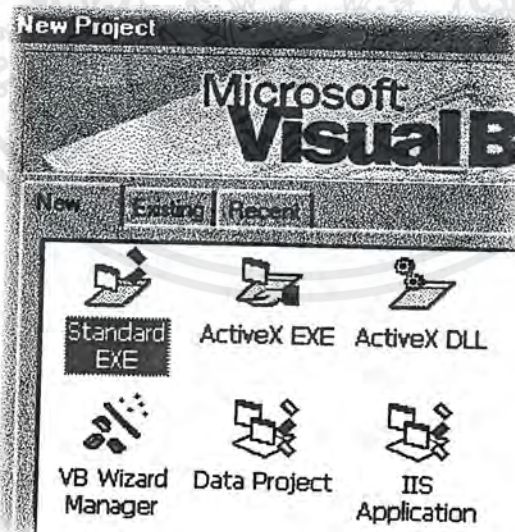 New Project
Microsoft
Visual B
New Existing Recent
Standard EXE
ActiveX EXE
ActiveX DLL
VB Wizard Manager
Data Project
IIS Application